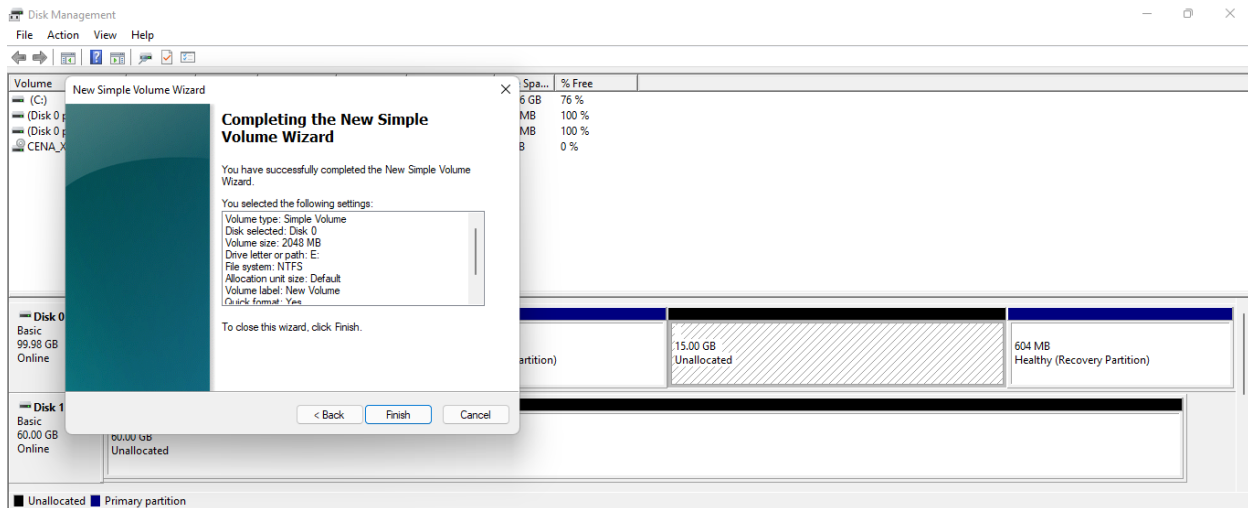 Disk Management
File Action View Help
Volume Spa... % Free
(C:) 6 GB 76 %
(Disk 0 p MB 100 %
(Disk 0 p MB 100 %
CENA_X B 0 %
New Simple Volume Wizard
Completing the New Simple
Volume Wizard
You have successfully completed the New Simple Volume
Wizard.
You selected the following settings:
Volume type: Simple Volume
Disk selected: Disk 0
Volume size: 2048 MB
Drive letter or path: E:
File system: NTFS
Allocation unit size: Default
Volume label: New Volume
Quick format: Yes
To close this wizard, click Finish.
< Back Finish Cancel
Disk 0
Basic
99.98 GB
Online
artition)
15.00 GB
Unallocated
604 MB
Healthy (Recovery Partition)
Disk 1
Basic
60.00 GB
Online
60.00 GB
Unallocated
Unallocated Primary partition